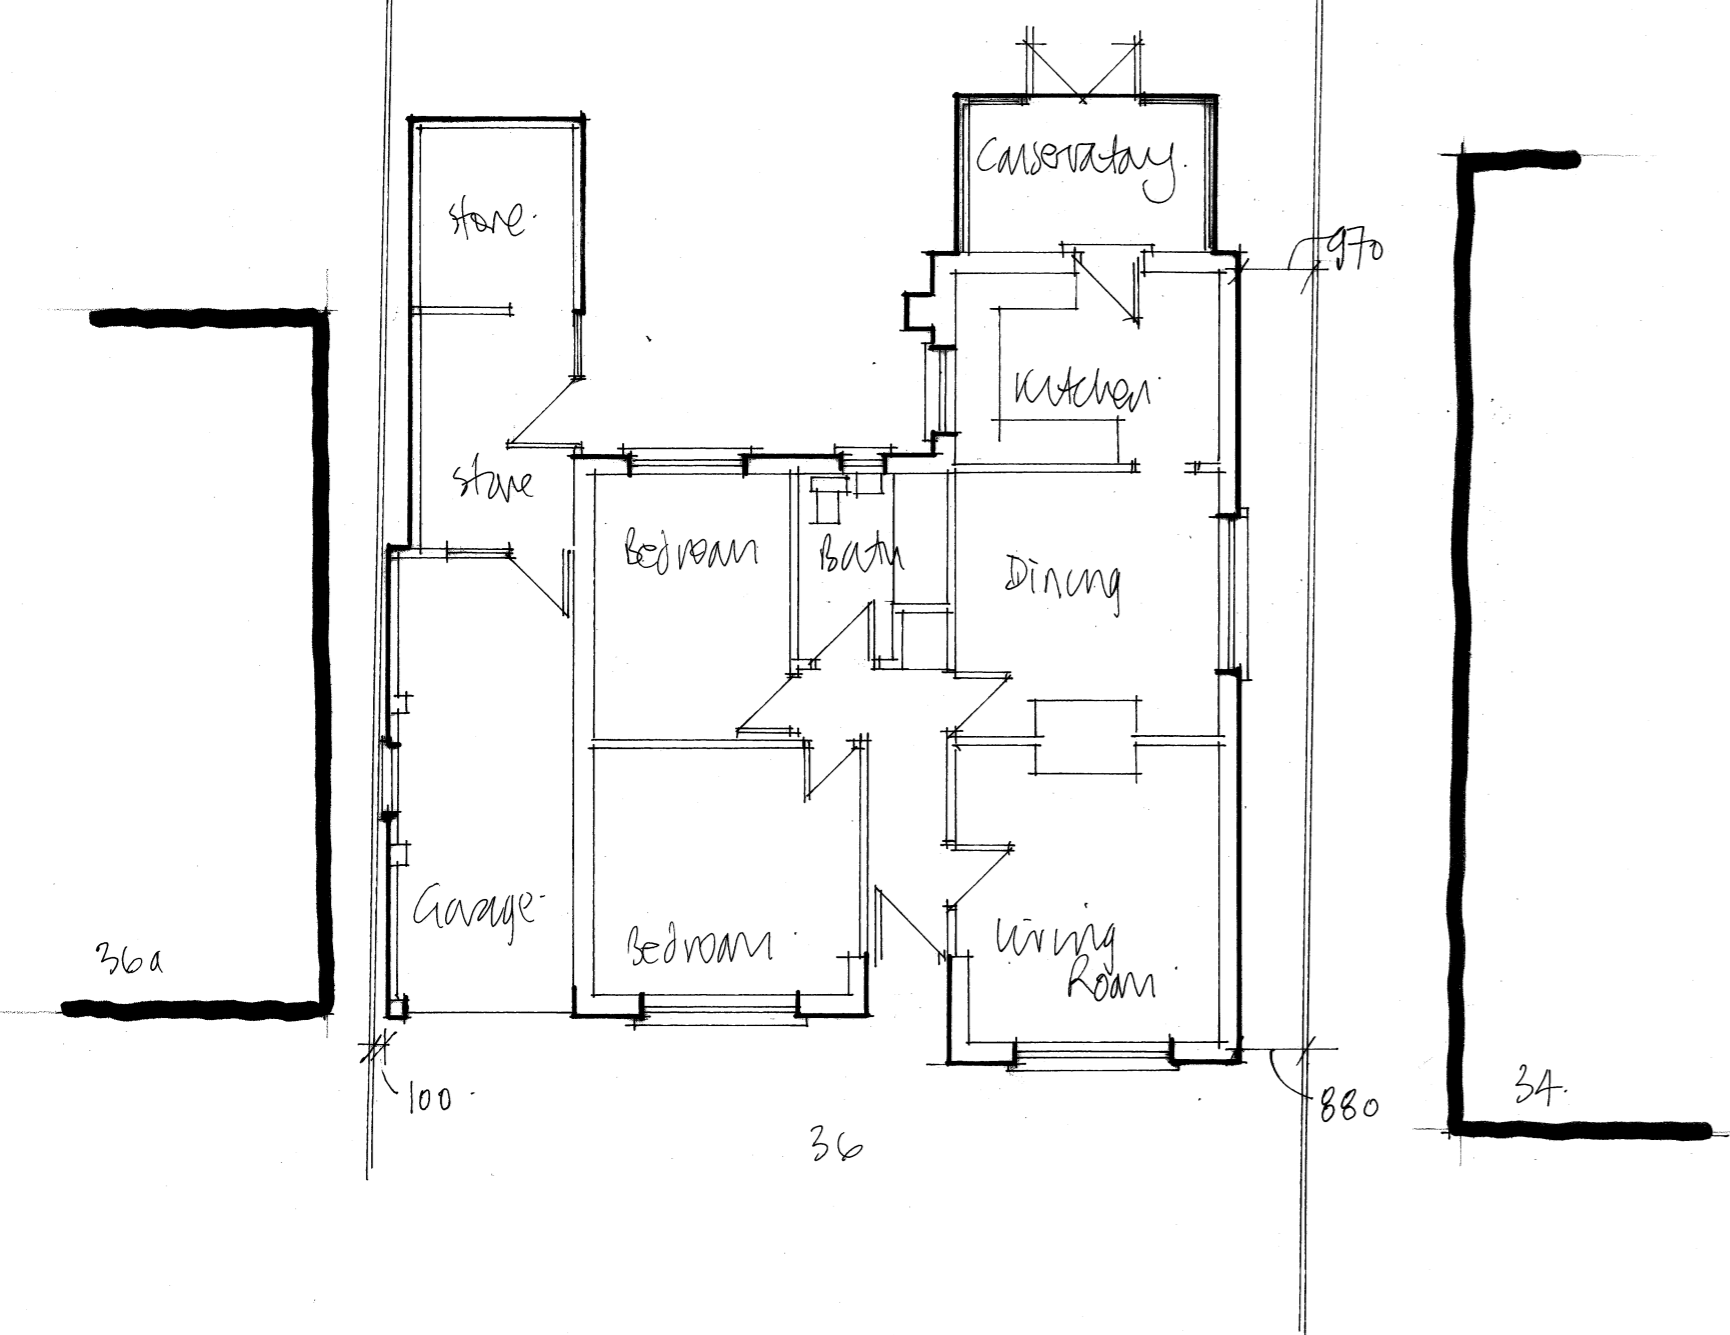 Conservatory.
store.
970
Kitchen
store
Bedroom
Bath
Dining
Garage
Bedroom
Living
Room
36a
34.
100
880
36